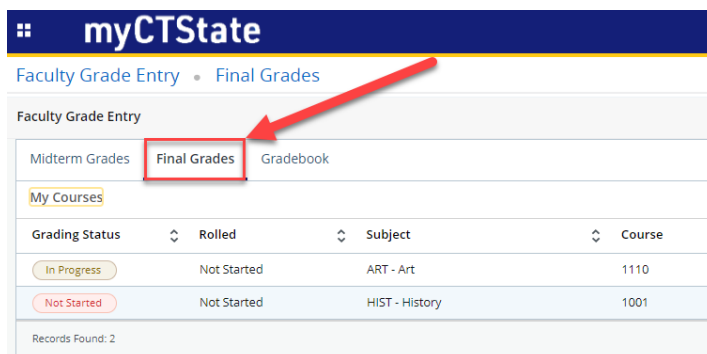 myCTState
Faculty Grade Entry • Final Grades
Faculty Grade Entry
Midterm Grades Final Grades Gradebook
My Courses
Grading Status Rolled Subject Course
In Progress Not Started ART - Art 1110
Not Started Not Started HIST - History 1001
Records Found: 2